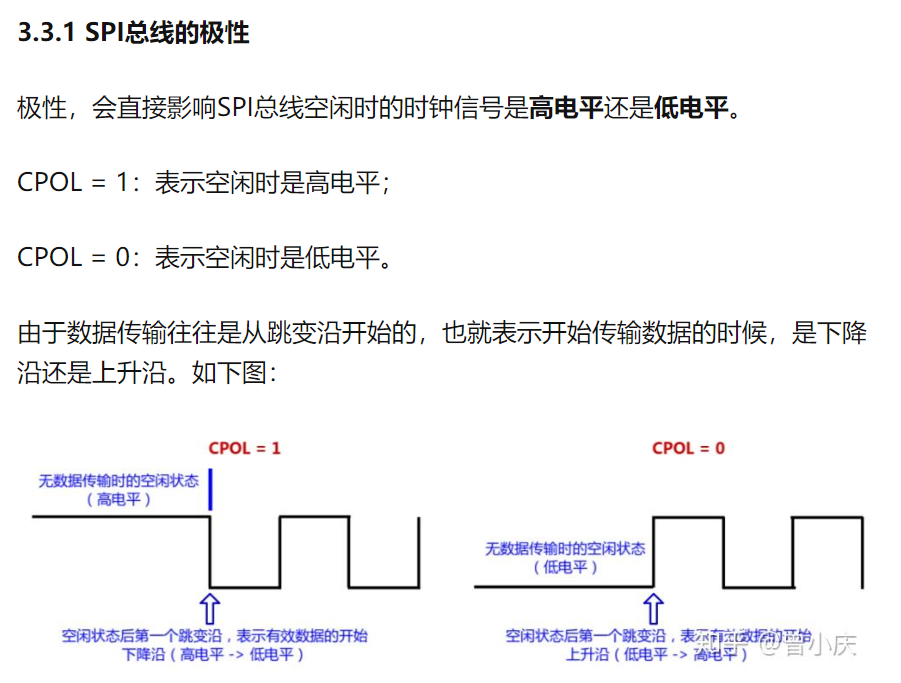 3.3.1 SPI总线的极性
极性，会直接影响SPI总线空闲时的时钟信号是高电平还是低电平。
CPOL = 1：表示空闲时是高电平；
CPOL = 0：表示空闲时是低电平。
由于数据传输往往是从跳变沿开始的，也就表示开始传输数据的时候，是下降
沿还是上升沿。如下图：
CPOL = 1
无数据传输时的空闲状态
（高电平）
空闲状态后第一个跳变沿，表示有效数据的开始
下降沿（高电平 -> 低电平）
CPOL = 0
无数据传输时的空闲状态
（低电平）
空闲状态后第一个跳变沿，表示有效数据的开始
上升沿（低电平 -> 高电平）
知乎 @曾小庆